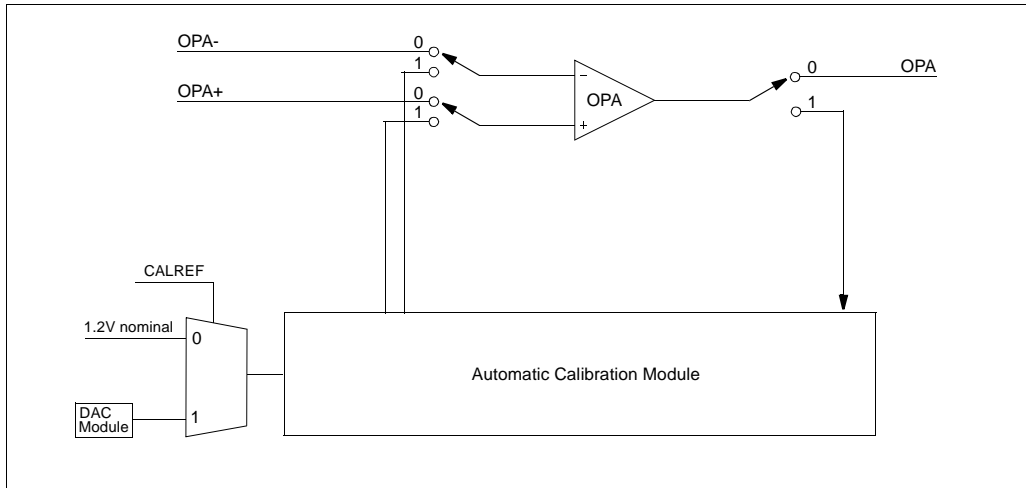 OPA-
0
1
OPA+
0
1
−
OPA
+
0
OPA
1
CALREF
1.2V nominal
0
DAC
Module
1
Automatic Calibration Module